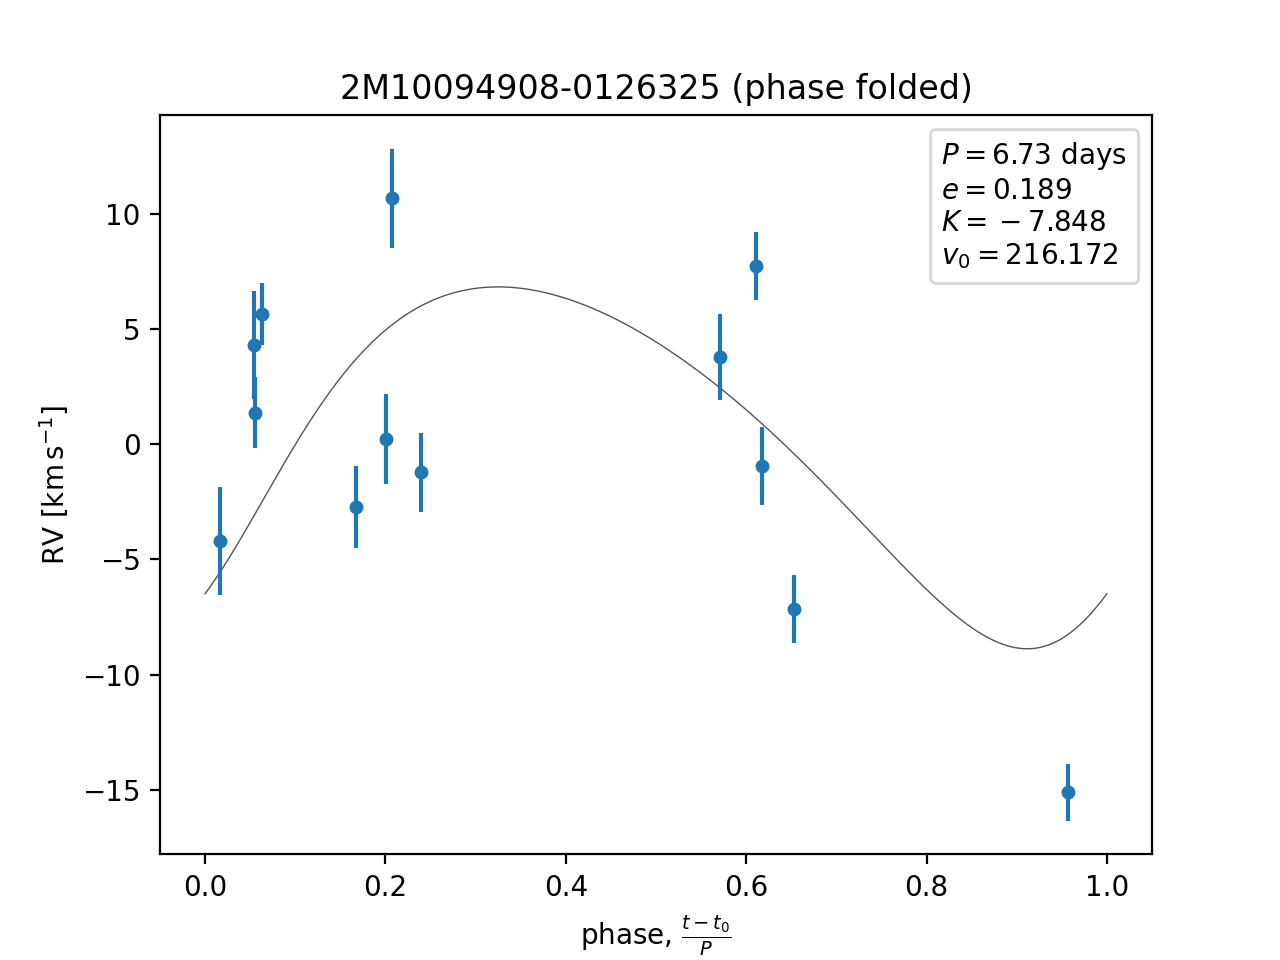 2M10094908-0126325 (phase folded)
P = 6.73 days
e = 0.189
K = −7.848
v₀ = 216.172
RV [km s⁻¹]
10
5
0
−5
−10
−15
0.0 0.2 0.4 0.6 0.8 1.0
phase, (t − t₀)/P